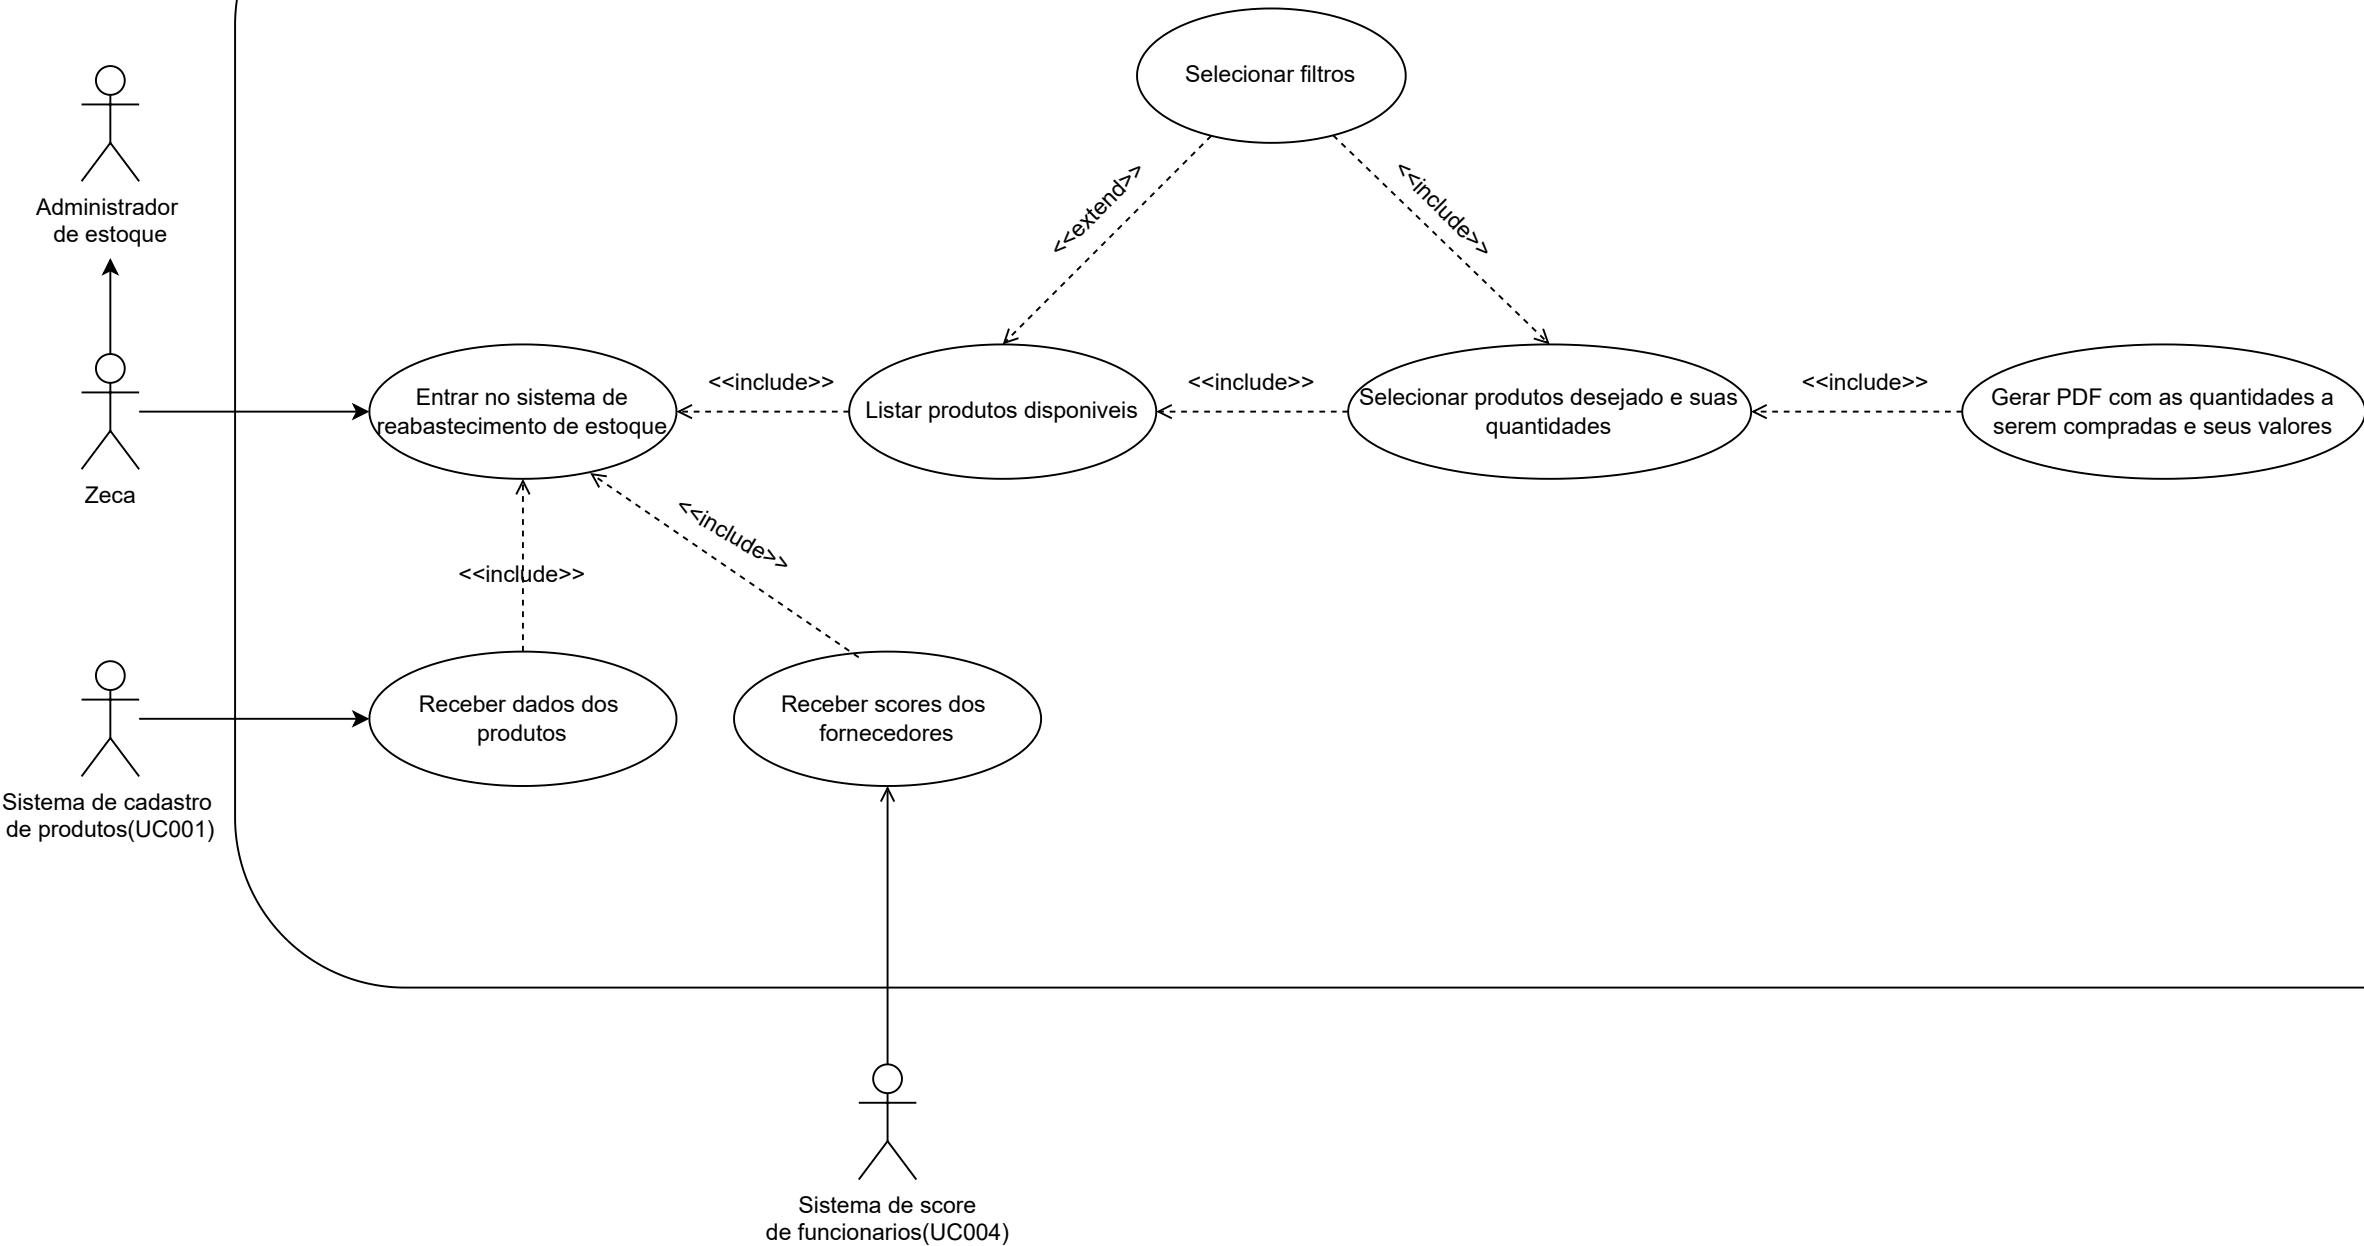 Selecionar filtros
Administrador
de estoque
<<extend>>
<<include>>
Zeca
Entrar no sistema de
reabastecimento de estoque
<<include>>
Listar produtos disponiveis
<<include>>
Selecionar produtos desejado e suas
quantidades
<<include>>
Gerar PDF com as quantidades a
serem compradas e seus valores
<<include>>
<<include>>
Sistema de cadastro
de produtos(UC001)
Receber dados dos
produtos
Receber scores dos
fornecedores
Sistema de score
de funcionarios(UC004)